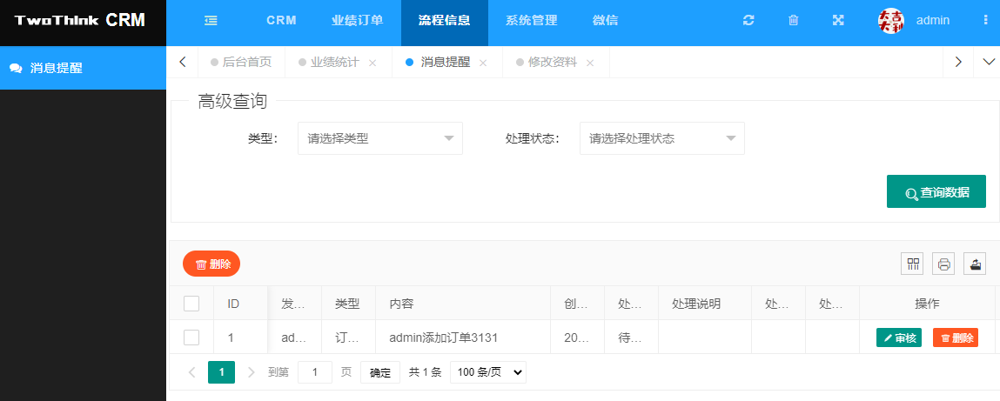 TwoThInk CRM
CRM 业绩订单 流程信息 系统管理 微信 admin
消息提醒
后台首页 业绩统计 消息提醒 修改资料
高级查询
类型: 请选择类型 处理状态: 请选择处理状态
查询数据
删除
ID 发... 类型 内容 创... 处... 处理说明 处... 处... 操作
1 ad... 订... admin添加订单3131 20... 待... 审核 删除
1 到第 1 页 确定 共 1 条 100 条/页